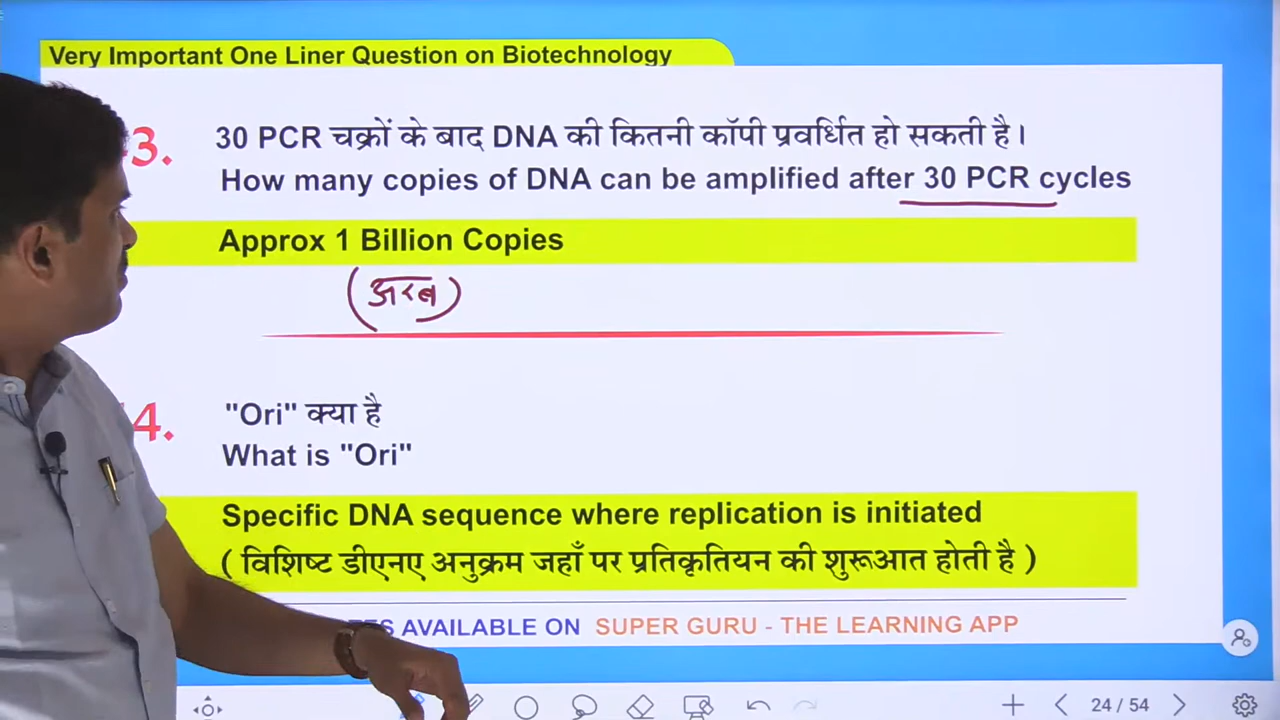 Very Important One Liner Question on Biotechnology
3. 30 PCR चक्रों के बाद DNA की कितनी कॉपी प्रवर्धित हो सकती है।
How many copies of DNA can be amplified after 30 PCR cycles
Approx 1 Billion Copies
(अरब)
4. "Ori" क्या है
What is "Ori"
Specific DNA sequence where replication is initiated
( विशिष्ट डीएनए अनुक्रम जहाँ पर प्रतिकृतियन की शुरूआत होती है )
AVAILABLE ON SUPER GURU - THE LEARNING APP
24 / 54